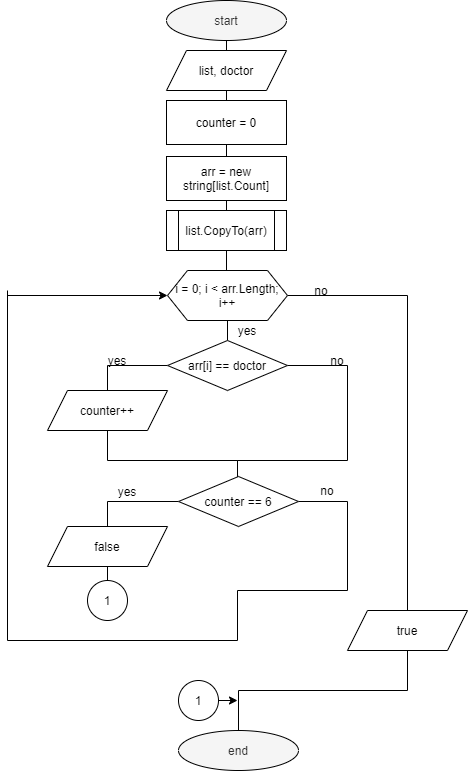 start
list, doctor
counter = 0
arr = new
string[list.Count]
list.CopyTo(arr)
i = 0; i < arr.Length;
i++
no
yes
arr[i] == doctor
yes
no
counter++
counter == 6
yes
no
false
1
true
1
end